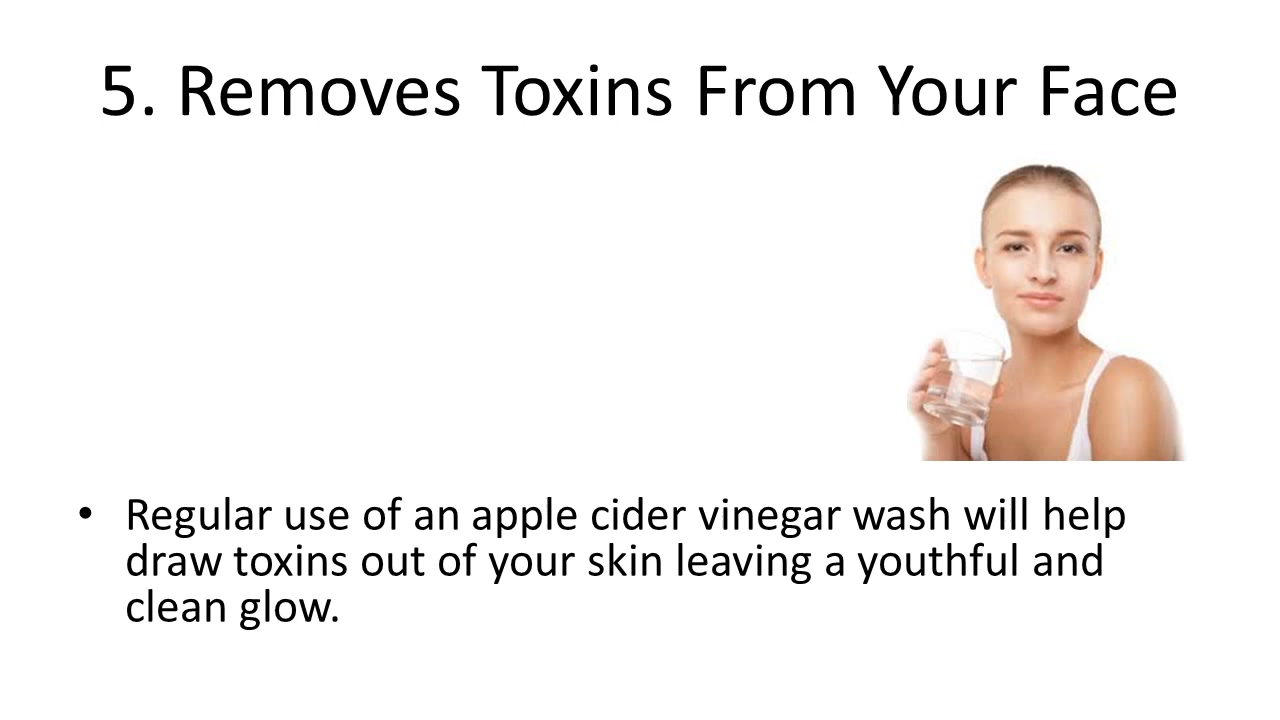 5. Removes Toxins From Your Face
• Regular use of an apple cider vinegar wash will help
draw toxins out of your skin leaving a youthful and
clean glow.